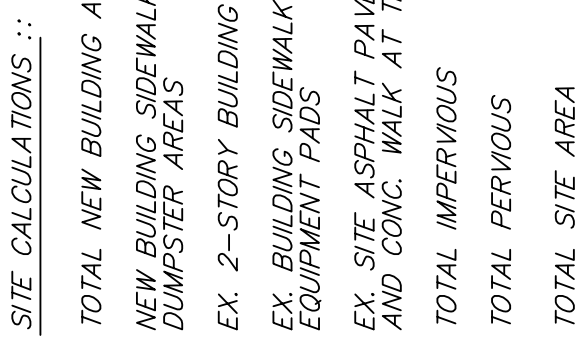 SITE CALCULATIONS ::
TOTAL NEW BUILDING A
NEW BUILDING SIDEWALK
DUMPSTER AREAS
EX. 2-STORY BUILDING
EX. BUILDING SIDEWALK
EQUIPMENT PADS
EX. SITE ASPHALT PAVE
AND CONC. WALK AT
TOTAL IMPERVIOUS
TOTAL PERVIOUS
TOTAL SITE AREA